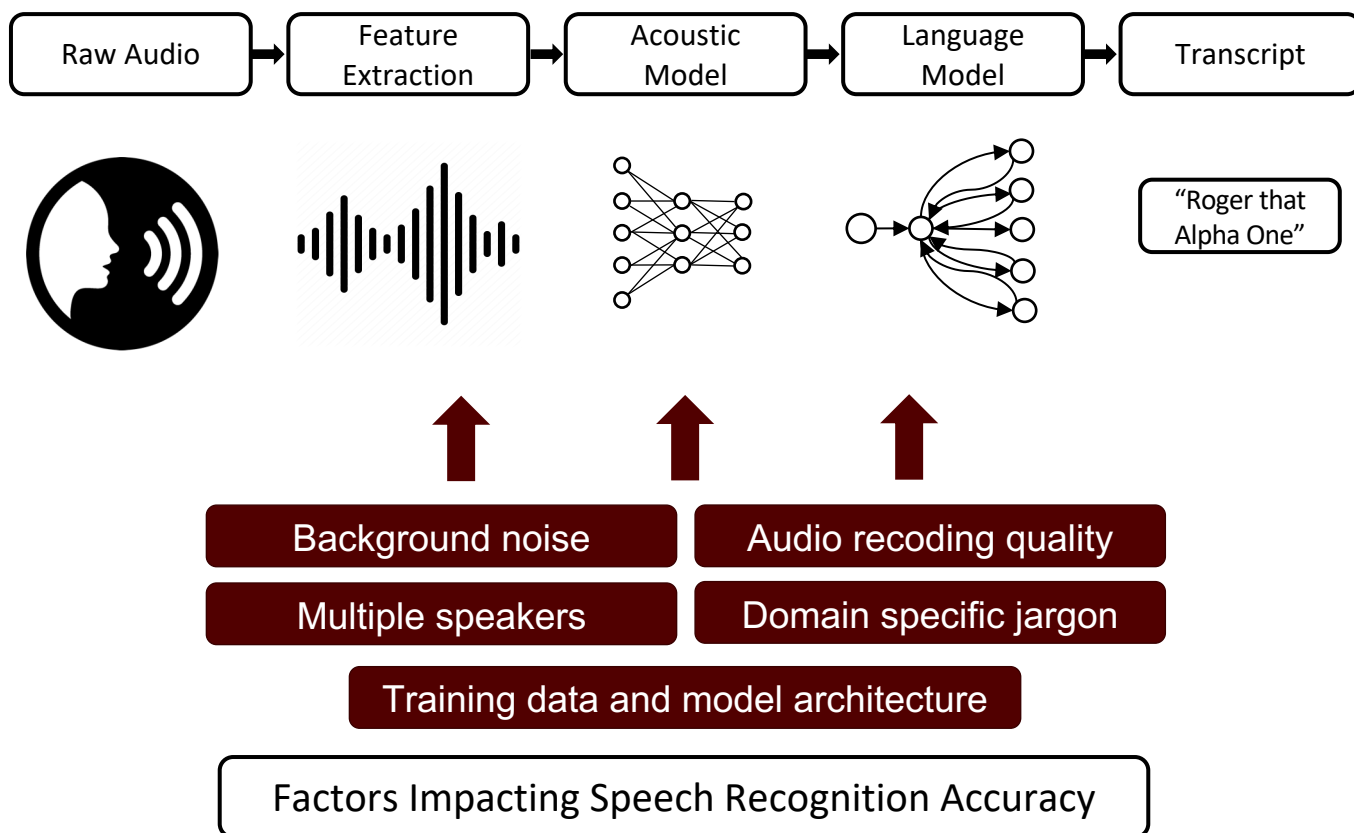 Raw Audio
Feature
Extraction
Acoustic
Model
Language
Model
Transcript
“Roger that
Alpha One”
Background noise
Audio recoding quality
Multiple speakers
Domain specific jargon
Training data and model architecture
Factors Impacting Speech Recognition Accuracy